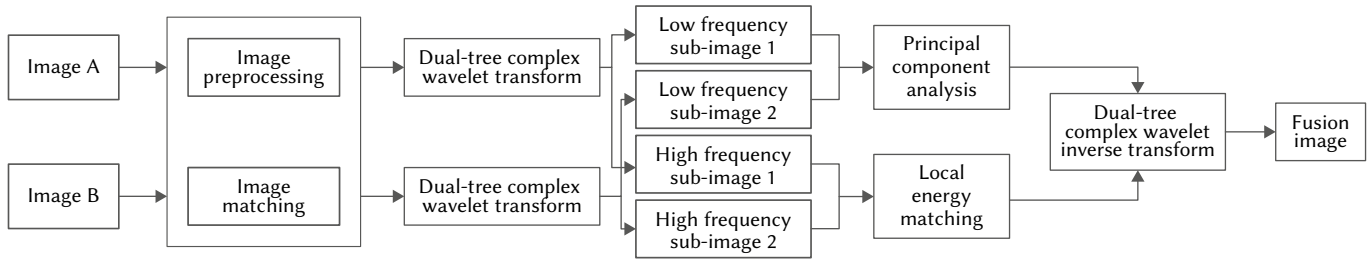 Image A
Image B
Image
preprocessing
Image
matching
Dual-tree complex
wavelet transform
Dual-tree complex
wavelet transform
Low frequency
sub-image 1
Low frequency
sub-image 2
High frequency
sub-image 1
High frequency
sub-image 2
Principal
component
analysis
Local
energy
matching
Dual-tree
complex wavelet
inverse transform
Fusion
image